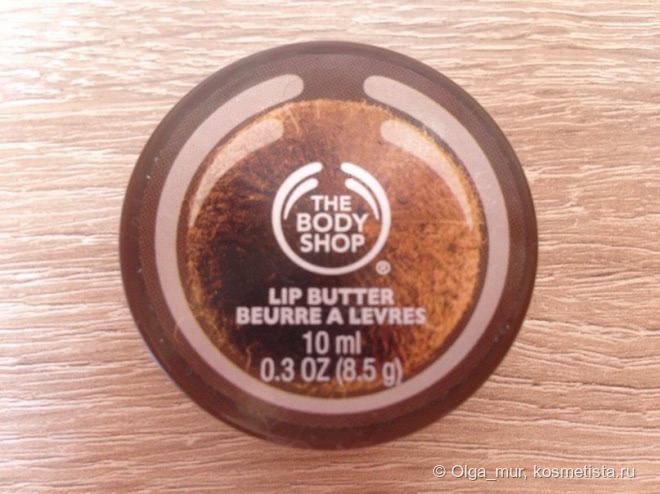 THE
BODY
SHOP
®
LIP BUTTER
BEURRE A LEVRES
10 ml
0.3 OZ (8.5 g)
© Olga_mur, kosmetista.ru